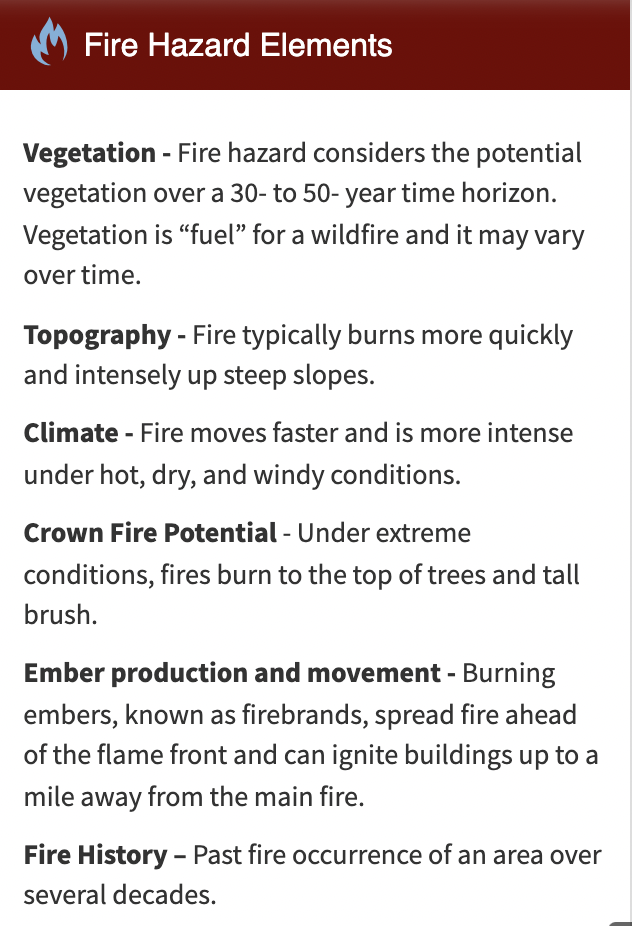 Fire Hazard Elements
Vegetation - Fire hazard considers the potential
vegetation over a 30- to 50- year time horizon.
Vegetation is “fuel” for a wildfire and it may vary
over time.
Topography - Fire typically burns more quickly
and intensely up steep slopes.
Climate - Fire moves faster and is more intense
under hot, dry, and windy conditions.
Crown Fire Potential - Under extreme
conditions, fires burn to the top of trees and tall
brush.
Ember production and movement - Burning
embers, known as firebrands, spread fire ahead
of the flame front and can ignite buildings up to a
mile away from the main fire.
Fire History – Past fire occurrence of an area over
several decades.